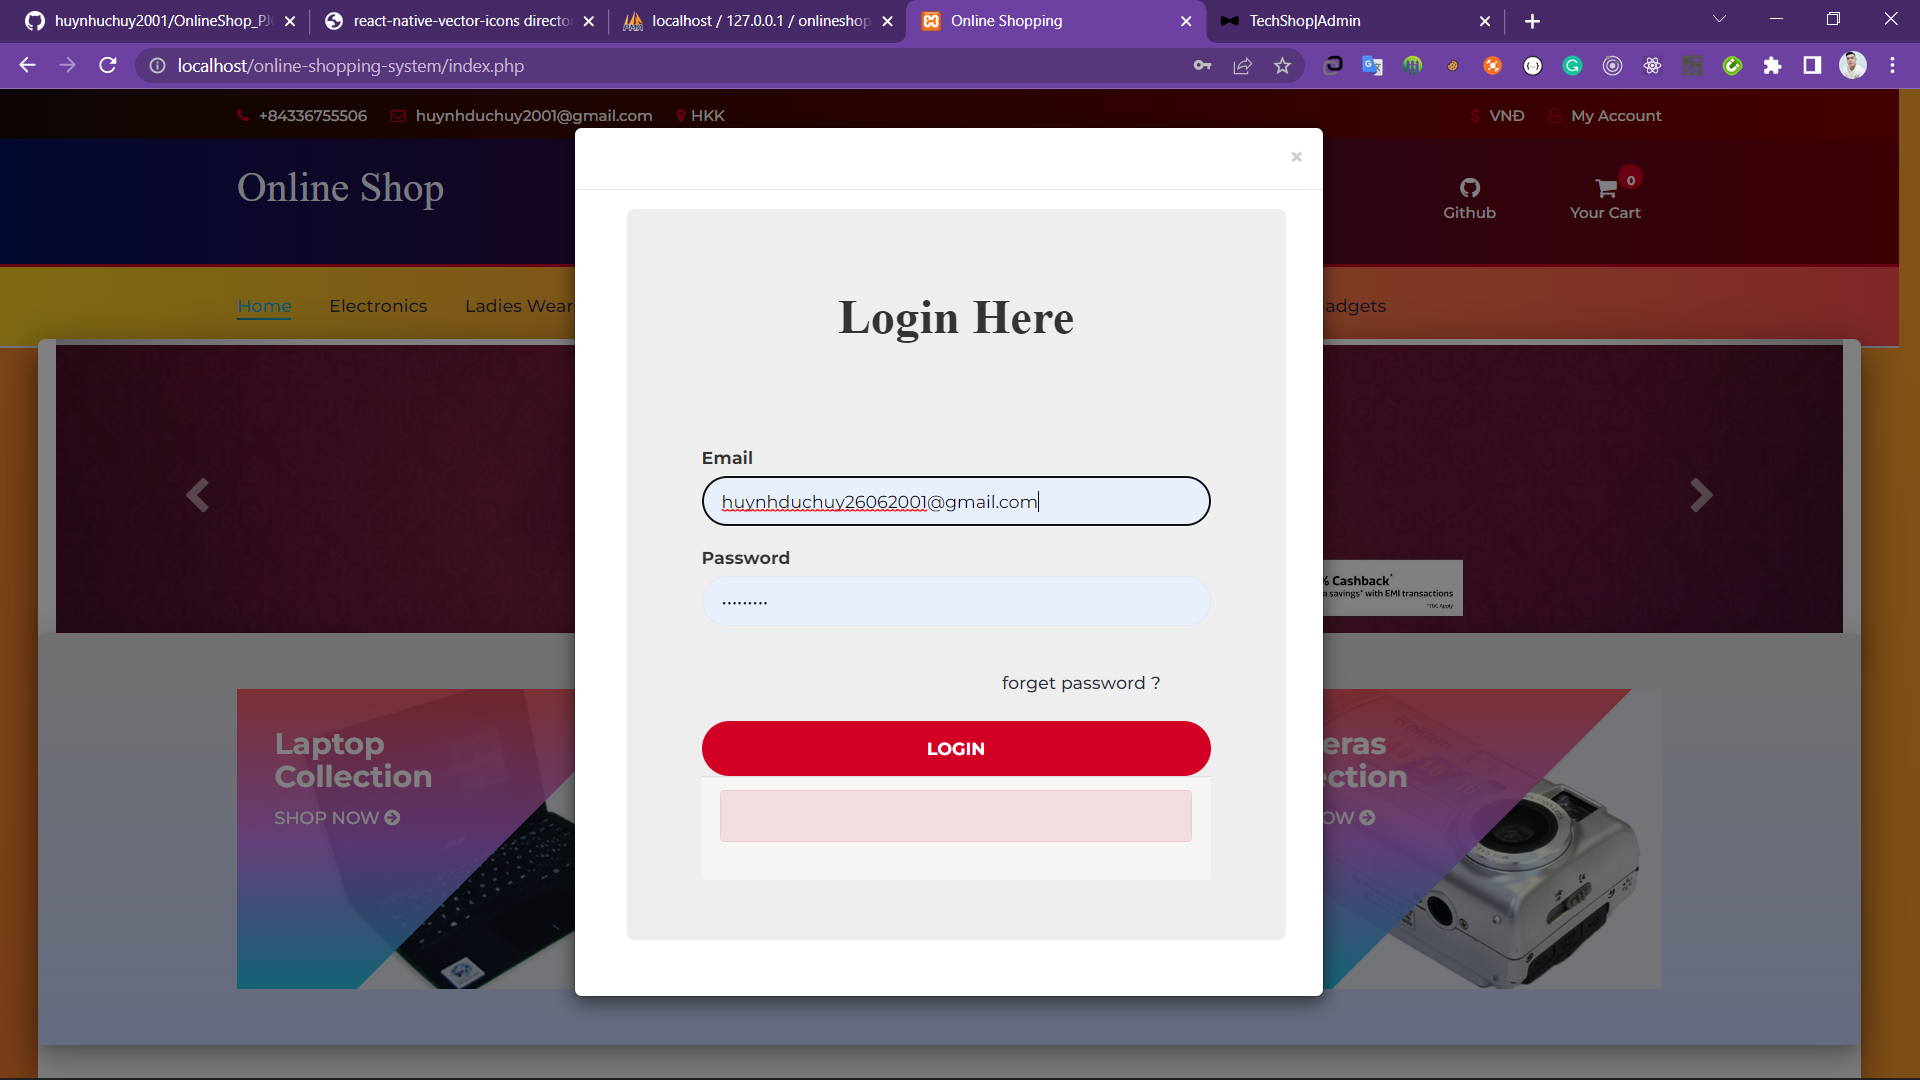 huynhuchuy2001/OnlineShop_PJ
react-native-vector-icons directo
localhost / 127.0.0.1 / onlineshop
Online Shopping
TechShop|Admin
localhost/online-shopping-system/index.php
+84336755506
huynhduchuy2001@gmail.com
HKK
$ VNĐ
My Account
Online Shop
Github
0
Your Cart
Home
Electronics
Ladies Wear
adgets
×
Login Here
Email
huynhduchuy26062001@gmail.com
Password
.........
forget password ?
LOGIN
% Cashback*
a savings* with EMI transactions
*T&C Apply
Laptop
Collection
SHOP NOW
eras
ection
OW